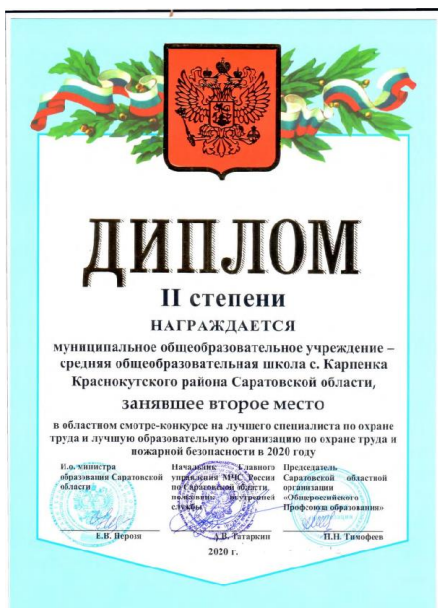 ДИПЛОМ
II степени
НАГРАЖДАЕТСЯ
муниципальное общеобразовательное учреждение –
средняя общеобразовательная школа с. Карпенка
Краснокутского района Саратовской области,
занявшее второе место
в областном смотре-конкурсе на лучшего специалиста по охране
труда и лучшую образовательную организацию по охране труда и
пожарной безопасности в 2020 году
И.о. министра
образования Саратовской
области
Е.В. Нерозя
Начальник Главного
управления МЧС России
по Саратовской области,
полковник внутренней
службы
А.В. Татаркин
Председатель
Саратовской областной
организации
«Общероссийского
Профсоюза образования»
Н.Н. Тимофеев
2020 г.